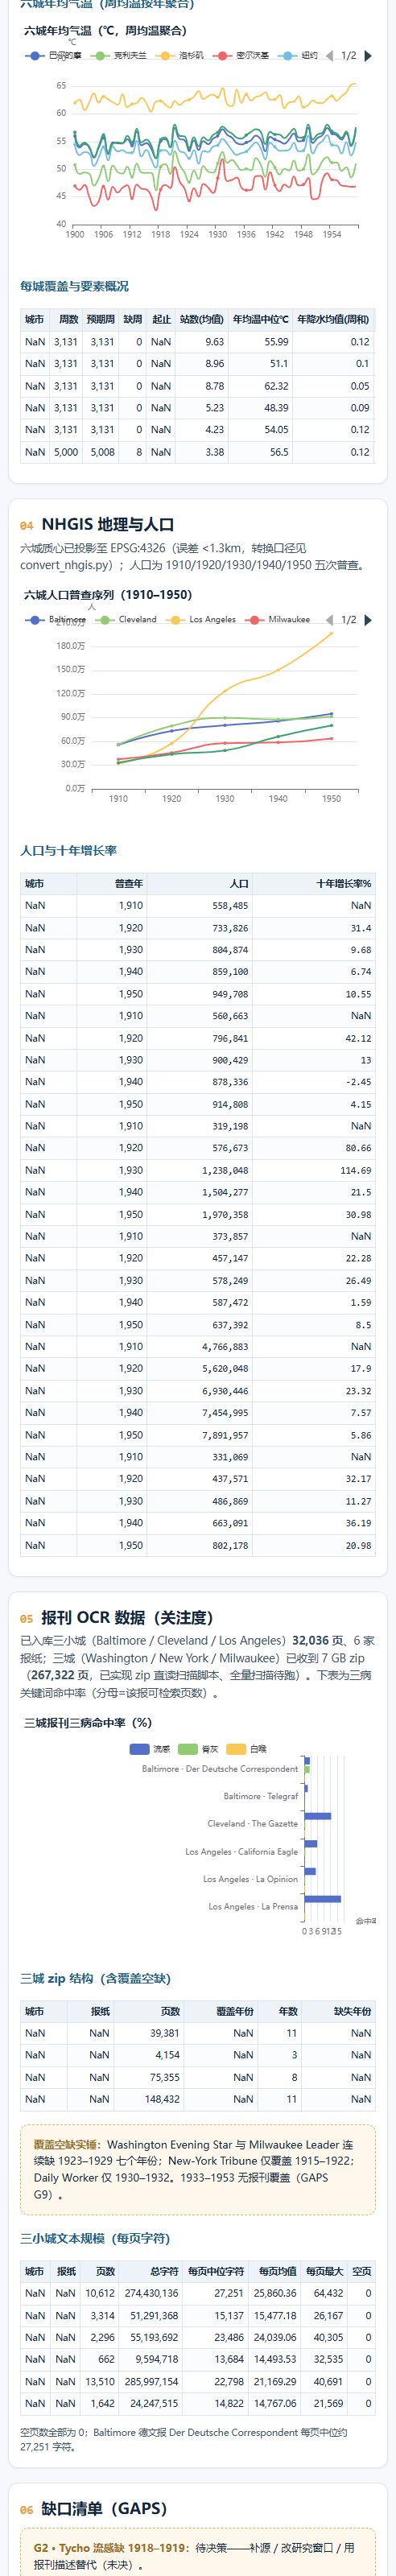 六城年均气温（周均温按年聚合）
六城年均气温（℃，周均温聚合）
℃
巴尔的摩 克利夫兰 洛杉矶 密尔沃基 纽约 1/2
70
65
60
55
50
45
40
1900 1906 1912 1918 1924 1930 1936 1942 1948 1954
每城覆盖与要素概况
城市 周数 预期周 缺周 起止 站数(均值) 年均温中位℃ 年降水均值(周和)
NaN 3,131 3,131 0 NaN 9.63 55.99 0.12
NaN 3,131 3,131 0 NaN 8.96 51.1 0.1
NaN 3,131 3,131 0 NaN 8.78 62.32 0.05
NaN 3,131 3,131 0 NaN 5.23 48.39 0.09
NaN 3,131 3,131 0 NaN 4.23 54.05 0.12
NaN 5,000 5,008 8 NaN 3.38 56.5 0.12
04 NHGIS 地理与人口
六城质心已投影至 EPSG:4326（误差 <1.3km，转换口径见
convert_nhgis.py）；人口为 1910/1920/1930/1940/1950 五次普查。
六城人口普查序列（1910–1950）
人
Baltimore Cleveland Los Angeles Milwaukee 1/2
210.0万
180.0万
150.0万
120.0万
90.0万
60.0万
30.0万
0.0万
1910 1920 1930 1940 1950
人口与十年增长率
城市 普查年 人口 十年增长率%
NaN 1,910 558,485 NaN
NaN 1,920 733,826 31.4
NaN 1,930 804,874 9.68
NaN 1,940 859,100 6.74
NaN 1,950 949,708 10.55
NaN 1,910 560,663 NaN
NaN 1,920 796,841 42.12
NaN 1,930 900,429 13
NaN 1,940 878,336 -2.45
NaN 1,950 914,808 4.15
NaN 1,910 319,198 NaN
NaN 1,920 576,673 80.66
NaN 1,930 1,238,048 114.69
NaN 1,940 1,504,277 21.5
NaN 1,950 1,970,358 30.98
NaN 1,910 373,857 NaN
NaN 1,920 457,147 22.28
NaN 1,930 578,249 26.49
NaN 1,940 587,472 1.59
NaN 1,950 637,392 8.5
NaN 1,910 4,766,883 NaN
NaN 1,920 5,620,048 17.9
NaN 1,930 6,930,446 23.32
NaN 1,940 7,454,995 7.57
NaN 1,950 7,891,957 5.86
NaN 1,910 331,069 NaN
NaN 1,920 437,571 32.17
NaN 1,930 486,869 11.27
NaN 1,940 663,091 36.19
NaN 1,950 802,178 20.98
05 报刊 OCR 数据（关注度）
已入库三小城（Baltimore / Cleveland / Los Angeles）32,036 页、6 家
报纸；三城（Washington / New York / Milwaukee）已收到 7 GB zip
（267,322 页，已实现 zip 直读扫描脚本、全量扫描待跑）。下表为三病
关键词命中率（分母=该报可检索页数）。
三城报刊三病命中率（%）
流感 脊灰 白喉
Baltimore · Der Deutsche Correspondent
Baltimore · Telegraf
Cleveland · The Gazette
Los Angeles · California Eagle
Los Angeles · La Opinion
Los Angeles · La Prensa
命中率
0 3 6 9 12 15
三城 zip 结构（含覆盖空缺）
城市 报纸 页数 覆盖年份 年数 缺失年份
NaN NaN 39,381 NaN 11 NaN
NaN NaN 4,154 NaN 3 NaN
NaN NaN 75,355 NaN 8 NaN
NaN NaN 148,432 NaN 11 NaN
覆盖空缺实锤：Washington Evening Star 与 Milwaukee Leader 连
续缺 1923–1929 七个年份；New-York Tribune 仅覆盖 1915–1922；
Daily Worker 仅 1930–1932。1933–1953 无报刊覆盖（GAPS
G9）。
三小城文本规模（每页字符）
城市 报纸 页数 总字符 每页中位字符 每页均值 每页最大 空页
NaN NaN 10,612 274,430,136 27,251 25,860.36 64,432 0
NaN NaN 3,314 51,291,368 15,137 15,477.18 26,167 0
NaN NaN 2,296 55,193,692 23,486 24,039.06 40,305 0
NaN NaN 662 9,594,718 13,684 14,493.53 32,535 0
NaN NaN 13,510 285,997,154 22,798 21,169.29 40,691 0
NaN NaN 1,642 24,247,515 14,822 14,767.06 21,569 0
空页数全部为 0；Baltimore 德文报 Der Deutsche Correspondent 每页中位约
27,251 字符。
06 缺口清单（GAPS）
G2 • Tycho 流感缺 1918–1919：待决策——补源 / 改研究窗口 / 用
报刊描述替代（未决）。